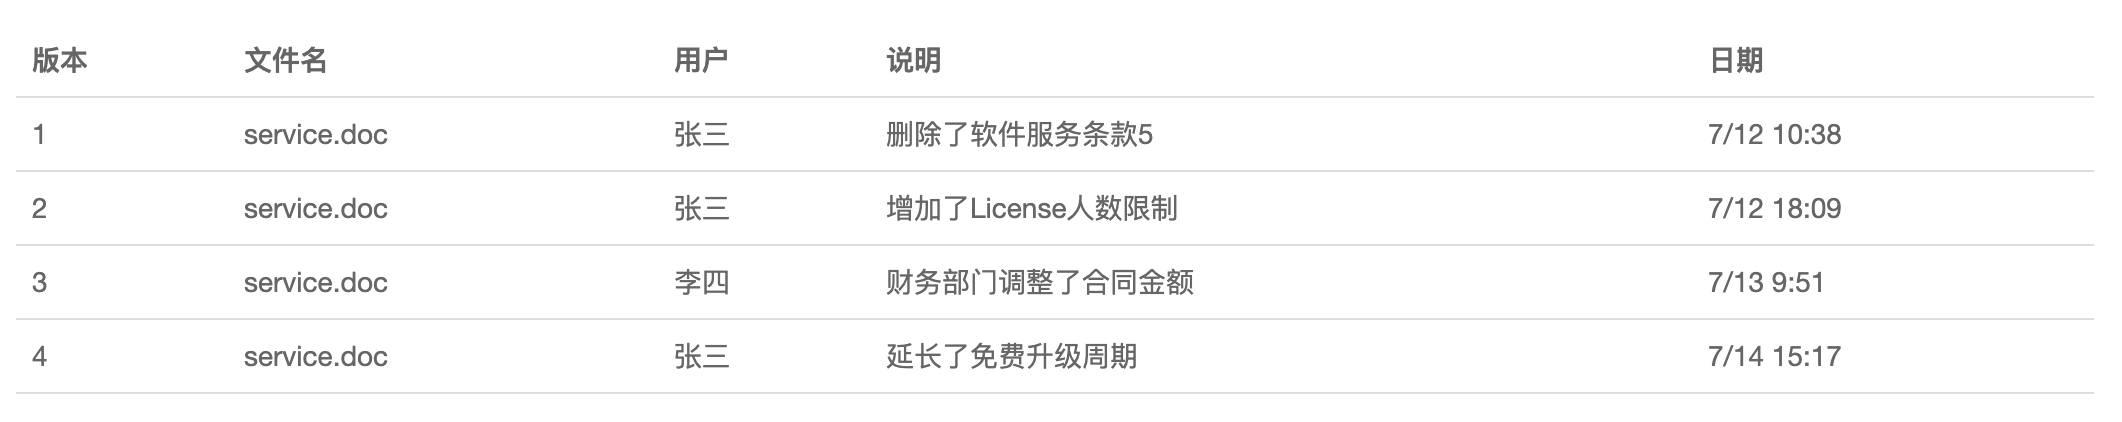 版本 文件名 用户 说明 日期
1 service.doc 张三 删除了软件服务条款5 7/12 10:38
2 service.doc 张三 增加了License人数限制 7/12 18:09
3 service.doc 李四 财务部门调整了合同金额 7/13 9:51
4 service.doc 张三 延长了免费升级周期 7/14 15:17